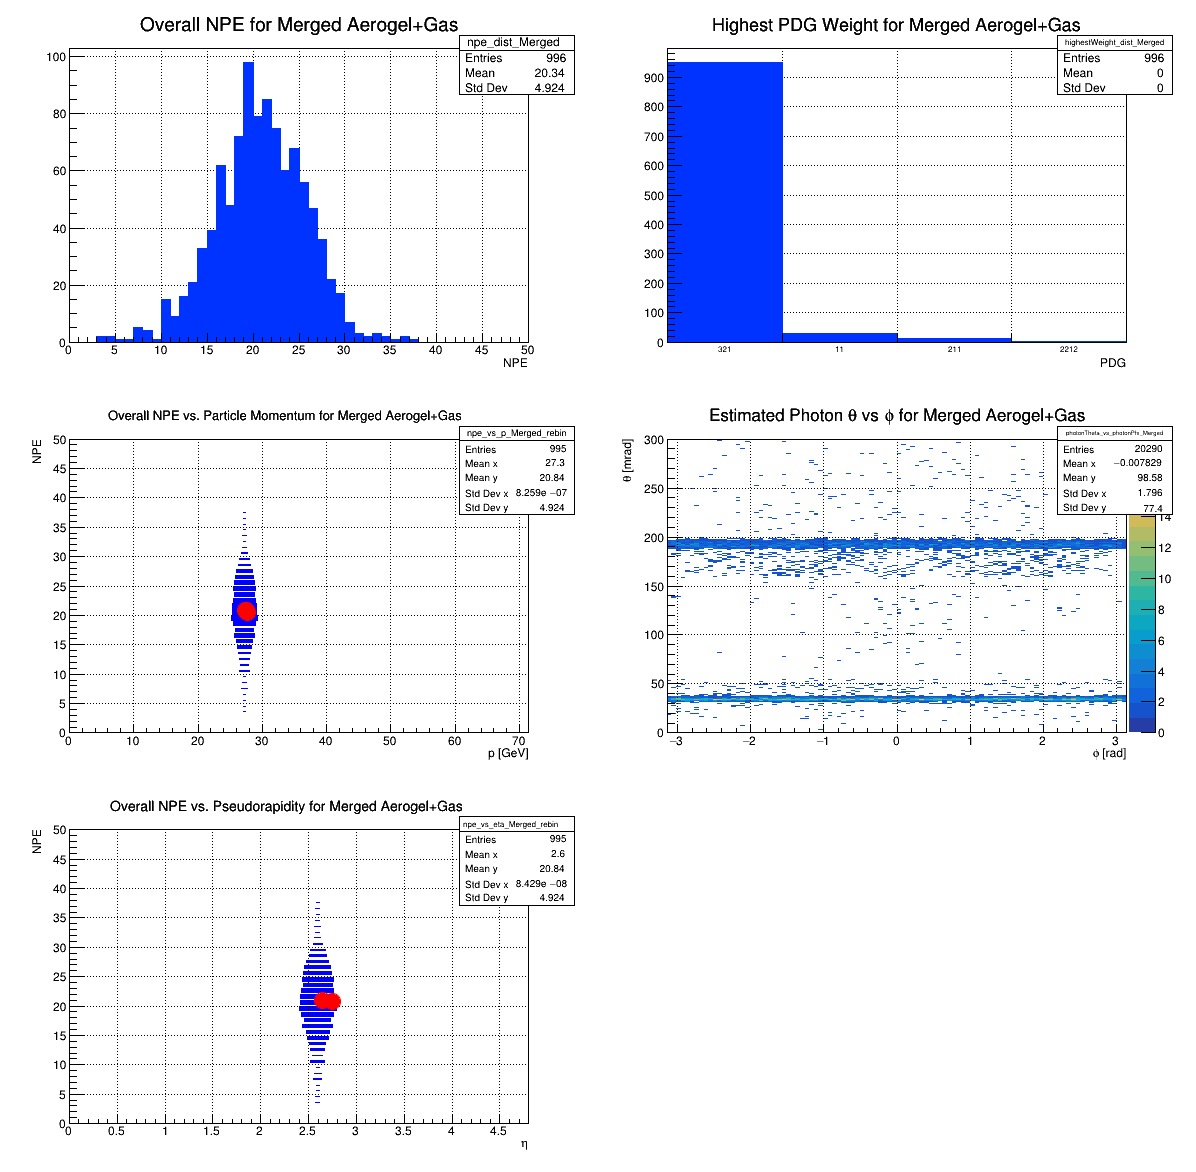 Overall NPE for Merged Aerogel+Gas
npe_dist_Merged
Entries 996
Mean 20.34
Std Dev 4.924
100
80
60
40
20
0
0 5 10 15 20 25 30 35 40 45 50
NPE
Highest PDG Weight for Merged Aerogel+Gas
highestWeight_dist_Merged
Entries 996
Mean 0
Std Dev 0
900
800
700
600
500
400
300
200
100
0
321 11 211 2212
PDG
Overall NPE vs. Particle Momentum for Merged Aerogel+Gas
npe_vs_p_Merged_rebin
Entries 995
Mean x 27.3
Mean y 20.84
Std Dev x 8.259e −07
Std Dev y 4.924
NPE
50
45
40
35
30
25
20
15
10
5
0
0 10 20 30 40 50 60 70
p [GeV]
Estimated Photon θ vs ϕ for Merged Aerogel+Gas
photonTheta_vs_photonPhi_Merged
Entries 20290
Mean x −0.007829
Mean y 98.58
Std Dev x 1.796
Std Dev y 77.4
θ [mrad]
300
250
200
150
100
50
0
−3 −2 −1 0 1 2 3
ϕ [rad]
14
12
10
8
6
4
2
0
Overall NPE vs. Pseudorapidity for Merged Aerogel+Gas
npe_vs_eta_Merged_rebin
Entries 995
Mean x 2.6
Mean y 20.84
Std Dev x 8.429e −08
Std Dev y 4.924
NPE
50
45
40
35
30
25
20
15
10
5
0
0 0.5 1 1.5 2 2.5 3 3.5 4 4.5
η